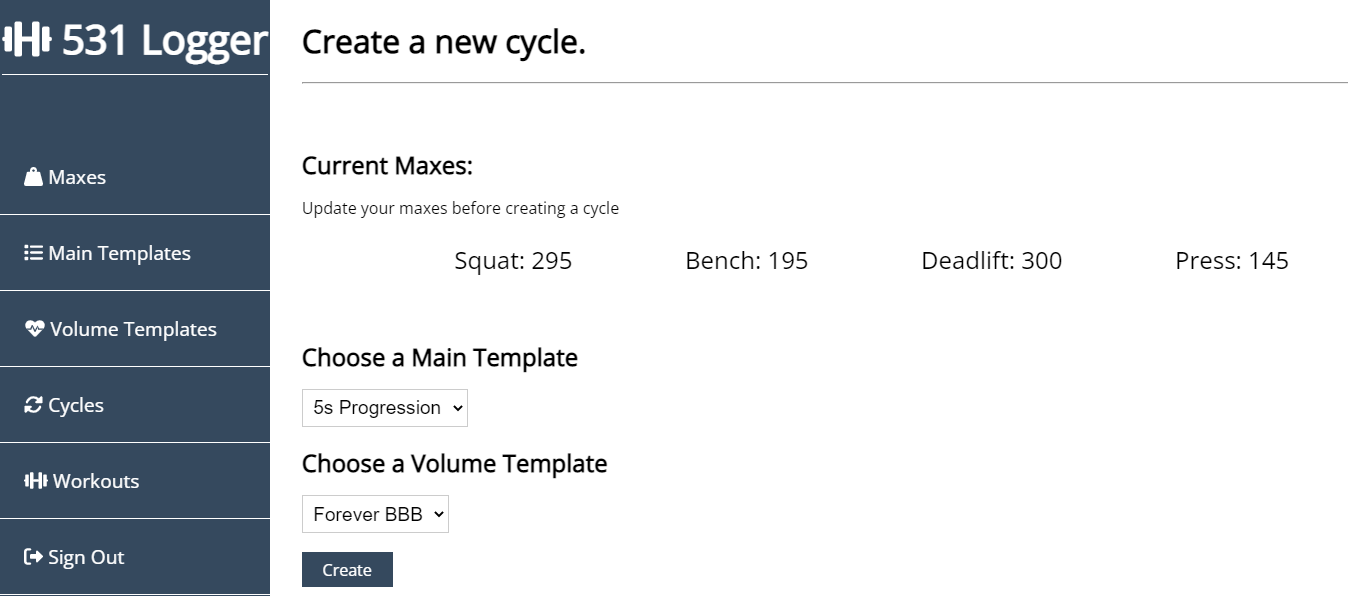 531 Logger
Maxes
Main Templates
Volume Templates
Cycles
Workouts
Sign Out
Create a new cycle.
Current Maxes:
Update your maxes before creating a cycle
Squat: 295 Bench: 195 Deadlift: 300 Press: 145
Choose a Main Template
5s Progression
Choose a Volume Template
Forever BBB
Create